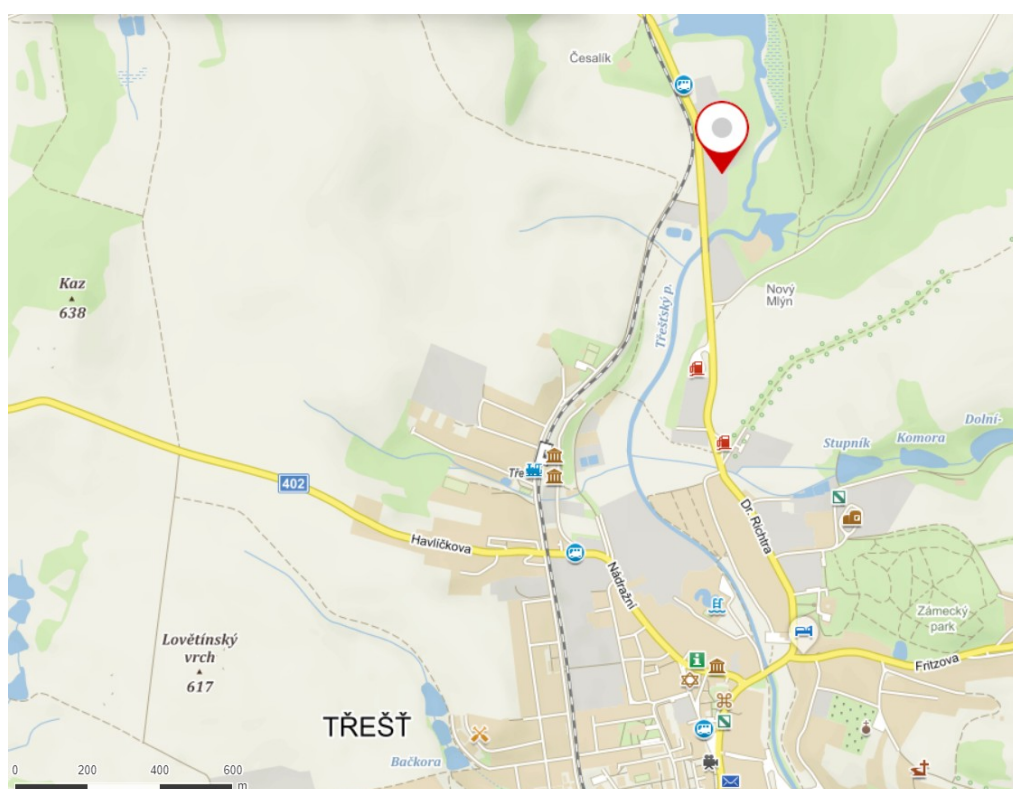 Česalík
Kaz
638
Nový
Mlýn
Třešťský p.
Dolní-
Komora
Stupník
Tře
402
Dr. Richtra
Havlíčkova
Nádražní
Zámecký
park
Lovětínský
vrch
617
Fritzova
TŘEŠŤ
Bačkora
0 200 400 600
m